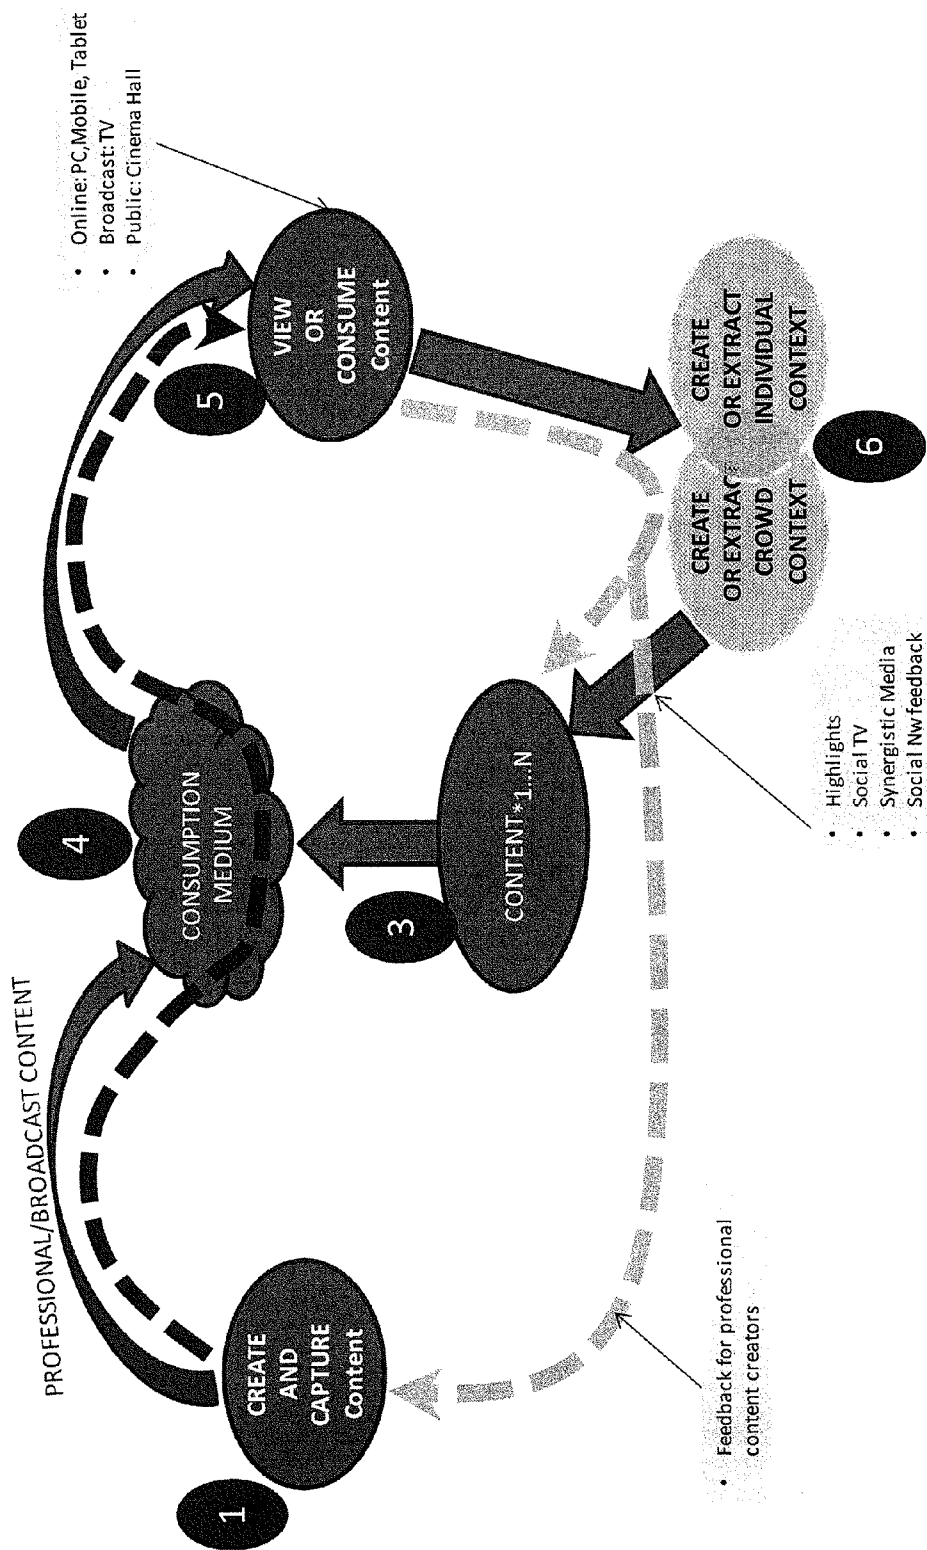 PROFESSIONAL/BROADCAST CONTENT
1
CREATE
AND
CAPTURE
Content
4
CONSUMPTION
MEDIUM
3
CONTENT*1...N
5
VIEW
OR
CONSUME
Content
• Online: PC,Mobile, Tablet
• Broadcast: TV
• Public: Cinema Hall
CREATE
OR EXTRACT
CROWD
CONTEXT
CREATE
OR EXTRACT
INDIVIDUAL
CONTEXT
6
• Feedback for professional
content creators
• Highlights
• Social TV
• Synergistic Media
• Social Nwfeedback